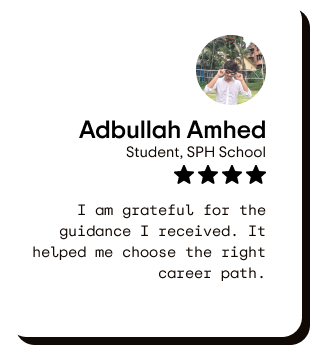 Adbullah Amhed
Student, SPH School
I am grateful for the
guidance I received. It
helped me choose the right
career path.